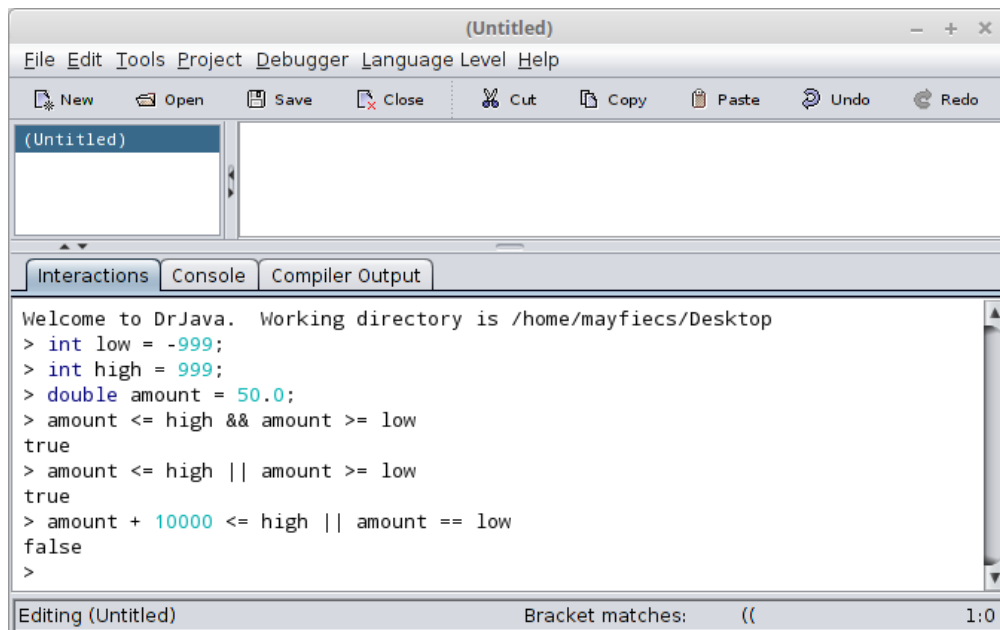 (Untitled)
File Edit Tools Project Debugger Language Level Help
New Open Save Close Cut Copy Paste Undo Redo
(Untitled)
Interactions Console Compiler Output
Welcome to DrJava.  Working directory is /home/mayfiecs/Desktop
> int low = -999;
> int high = 999;
> double amount = 50.0;
> amount <= high && amount >= low
true
> amount <= high || amount >= low
true
> amount + 10000 <= high || amount == low
false
>
Editing (Untitled) Bracket matches: (( 1:0